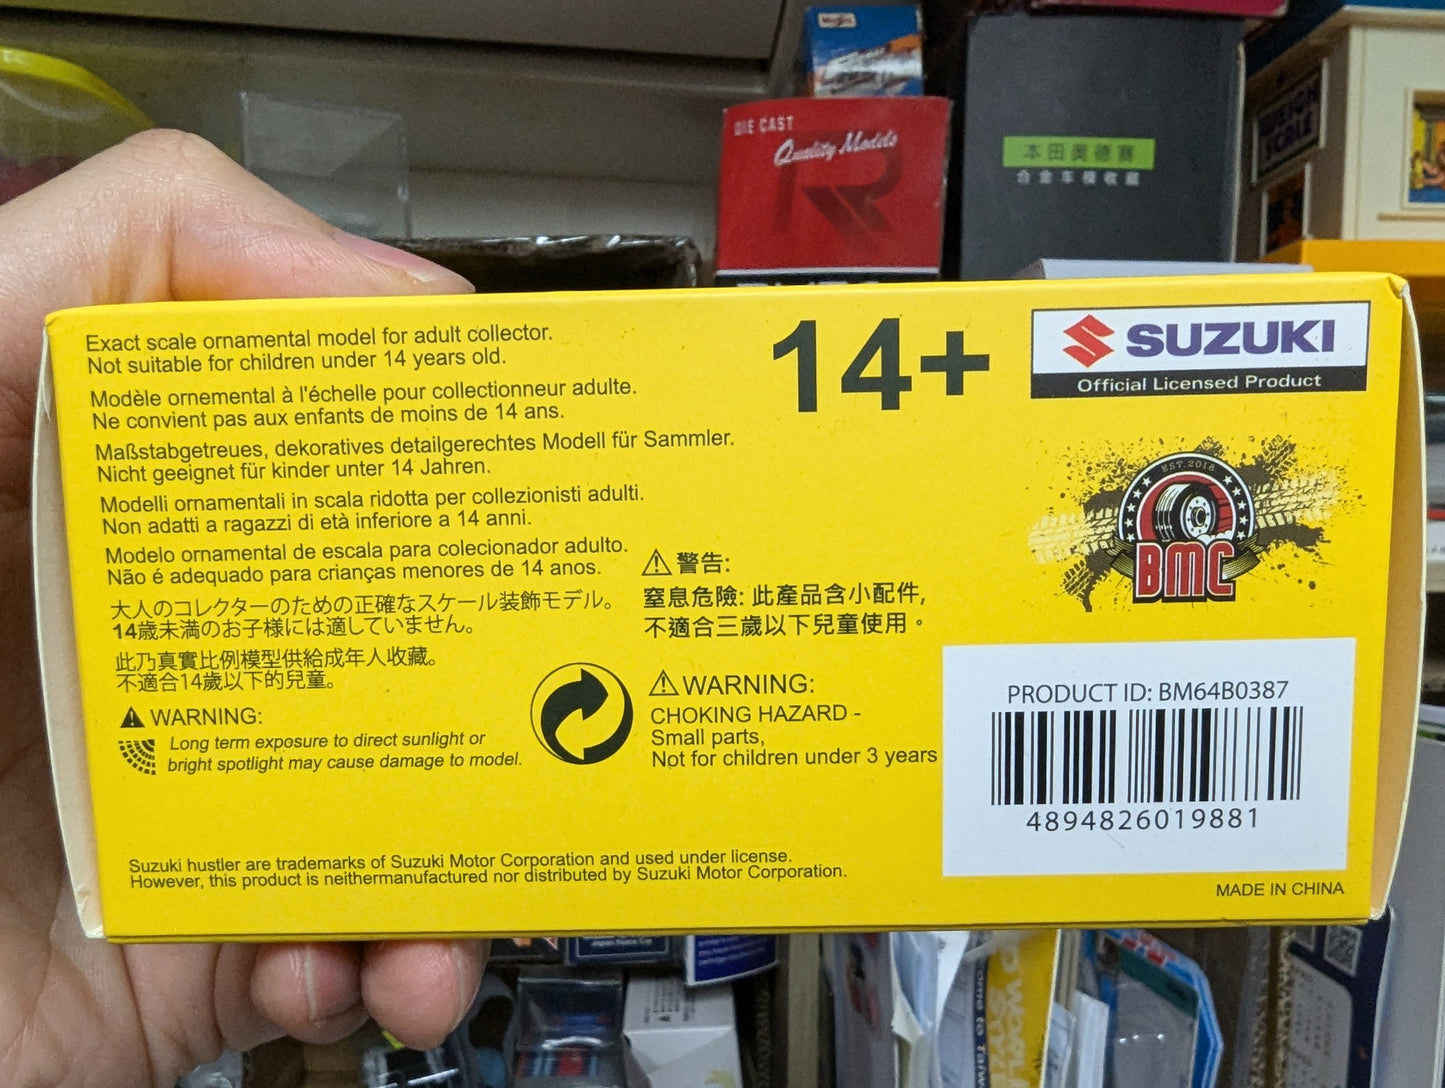 Maisto
DIE CAST
Quality Models
本田奥德赛
合金车模收藏
Exact scale ornamental model for adult collector.
Not suitable for children under 14 years old.
Modèle ornemental à l'échelle pour collectionneur adulte.
Ne convient pas aux enfants de moins de 14 ans.
Maßstabgetreues, dekoratives detailgerechtes Modell für Sammler.
Nicht geeignet für kinder unter 14 Jahren.
Modelli ornamentali in scala ridotta per collezionisti adulti.
Non adatti a ragazzi di età inferiore a 14 anni.
Modelo ornamental de escala para colecionador adulto.
Não é adequado para crianças menores de 14 anos.
大人のコレクターのための正確なスケール装飾モデル。
14歳未満のお子様には適していません。
此乃真實比例模型供給成年人收藏。
不適合14歲以下的兒童。
WARNING:
Long term exposure to direct sunlight or
bright spotlight may cause damage to model.
14+
SUZUKI
Official Licensed Product
EST.2018
BMC
警告:
窒息危險: 此產品含小配件,
不適合三歲以下兒童使用。
WARNING:
CHOKING HAZARD -
Small parts,
Not for children under 3 years
PRODUCT ID: BM64B0387
4894826019881
Suzuki hustler are trademarks of Suzuki Motor Corporation and used under license.
However, this product is neithermanufactured nor distributed by Suzuki Motor Corporation.
MADE IN CHINA